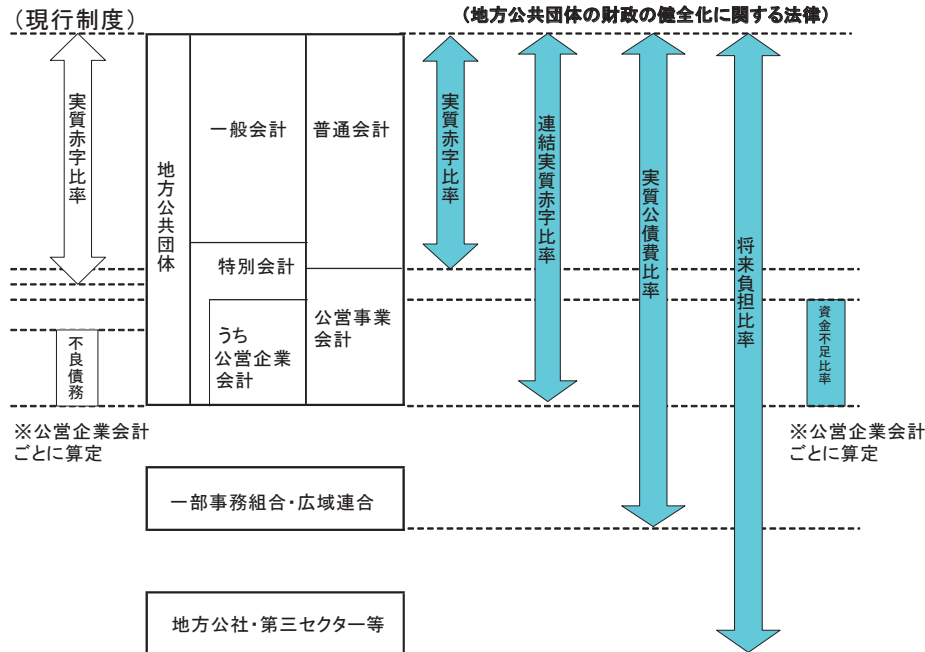 (現行制度)
(地方公共団体の財政の健全化に関する法律)
実質赤字比率
地方公共団体
一般会計
普通会計
実質赤字比率
連結実質赤字比率
実質公債費比率
将来負担比率
特別会計
うち
公営企業
会計
公営事業
会計
不良債務
資金不足比率
※公営企業会計
ごとに算定
※公営企業会計
ごとに算定
一部事務組合・広域連合
地方公社・第三セクター等